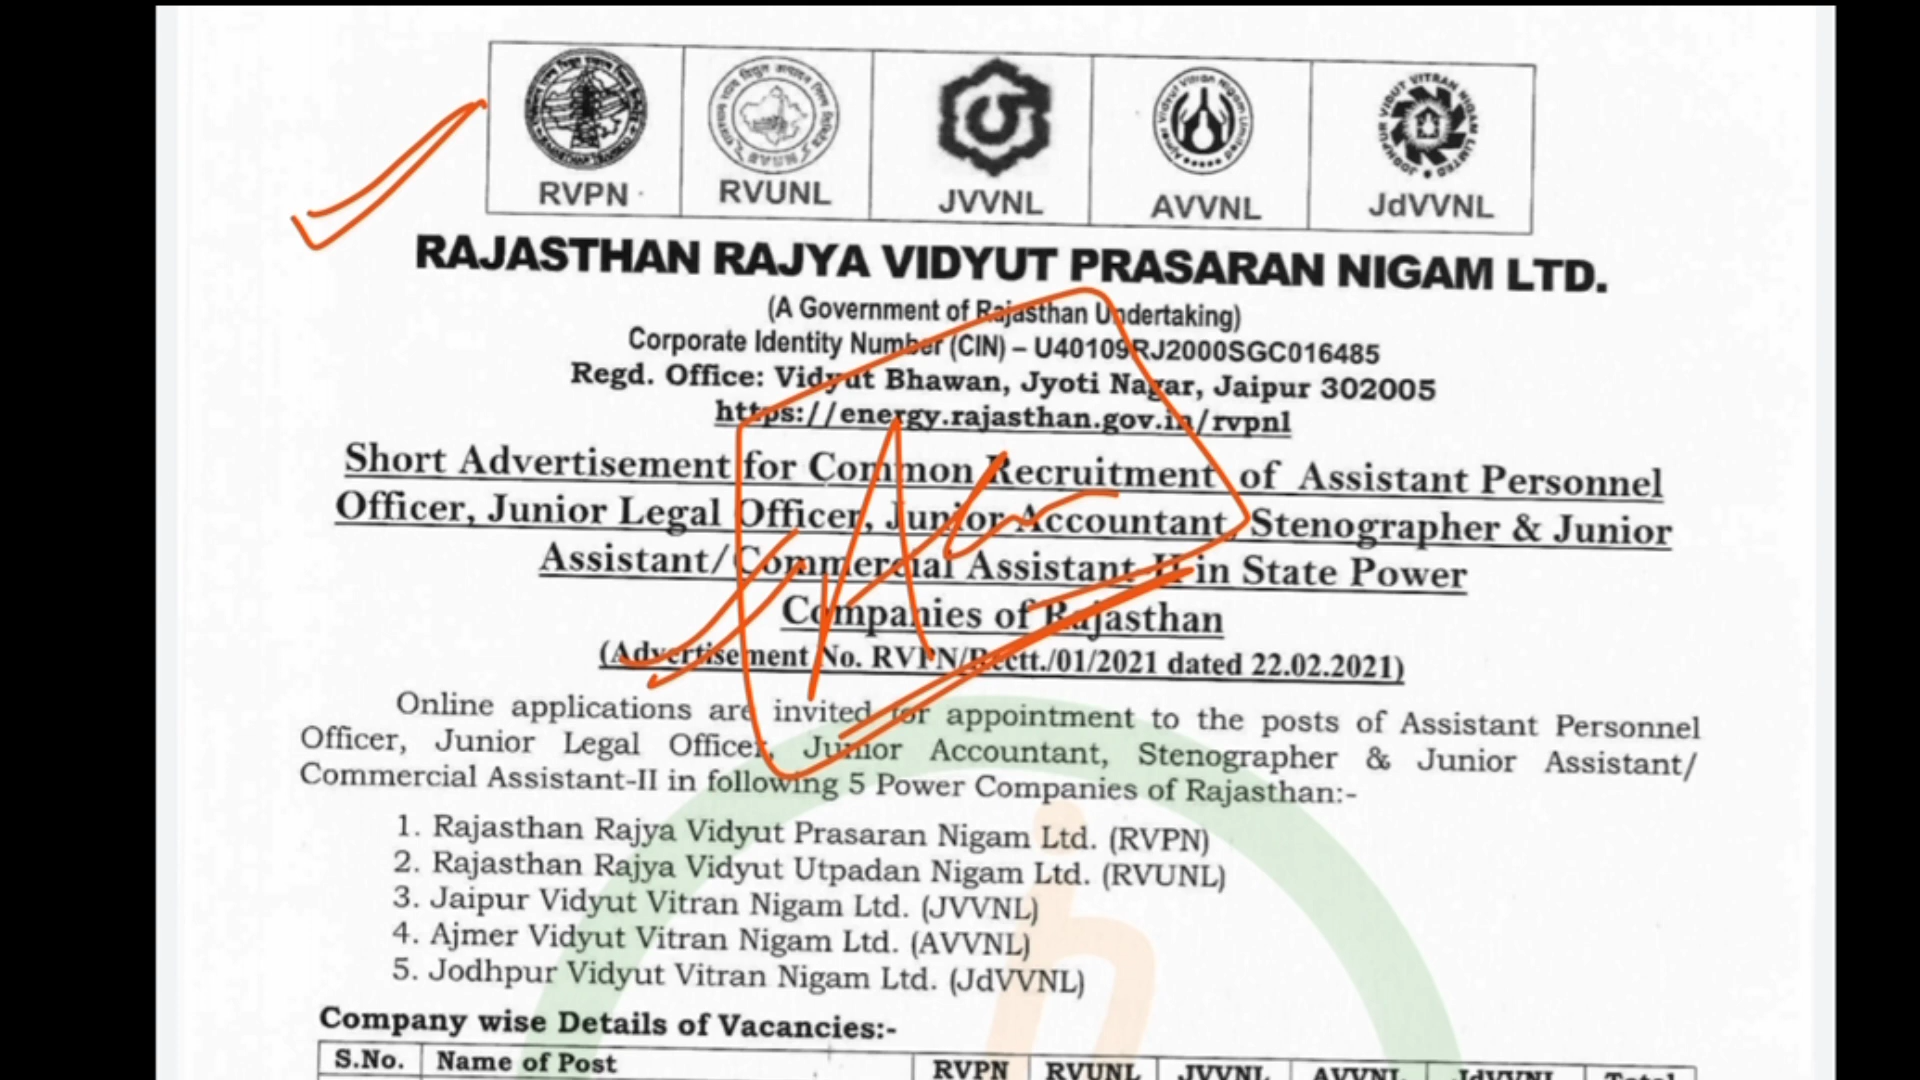 RVPN
RVUNL
JVVNL
AVVNL
JdVVNL
RAJASTHAN RAJYA VIDYUT PRASARAN NIGAM LTD.
(A Government of Rajasthan Undertaking)
Corporate Identity Number (CIN) – U40109RJ2000SGC016485
Regd. Office: Vidyut Bhawan, Jyoti Nagar, Jaipur 302005
https://energy.rajasthan.gov.in/rvpnl
Short Advertisement for Common Recruitment of Assistant Personnel
Officer, Junior Legal Officer, Junior Accountant, Stenographer & Junior
Assistant/Commercial Assistant-II in State Power
Companies of Rajasthan
(Advertisement No. RVPN/Rectt./01/2021 dated 22.02.2021)
Online applications are invited for appointment to the posts of Assistant Personnel
Officer, Junior Legal Officer, Junior Accountant, Stenographer & Junior Assistant/
Commercial Assistant-II in following 5 Power Companies of Rajasthan:-
1. Rajasthan Rajya Vidyut Prasaran Nigam Ltd. (RVPN)
2. Rajasthan Rajya Vidyut Utpadan Nigam Ltd. (RVUNL)
3. Jaipur Vidyut Vitran Nigam Ltd. (JVVNL)
4. Ajmer Vidyut Vitran Nigam Ltd. (AVVNL)
5. Jodhpur Vidyut Vitran Nigam Ltd. (JdVVNL)
Company wise Details of Vacancies:-
S.No. Name of Post RVPN RVUNL JVVNL AVVNL JdVVNL Total